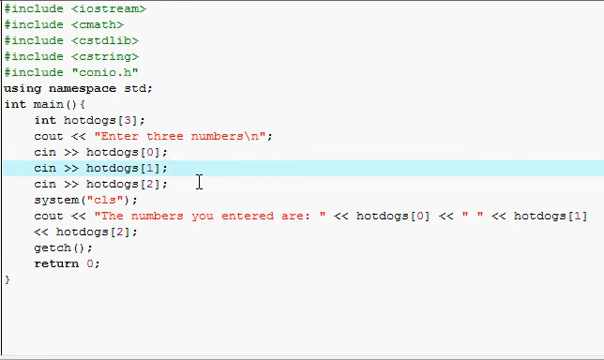 #include <iostream>
#include <cmath>
#include <cstdlib>
#include <cstring>
#include "conio.h"
using namespace std;
int main(){
int hotdogs[3];
cout << "Enter three numbers\n";
cin >> hotdogs[0];
cin >> hotdogs[1];
cin >> hotdogs[2];
system("cls");
cout << "The numbers you entered are: " << hotdogs[0] << " " << hotdogs[1]
<< hotdogs[2];
getch();
return 0;
}